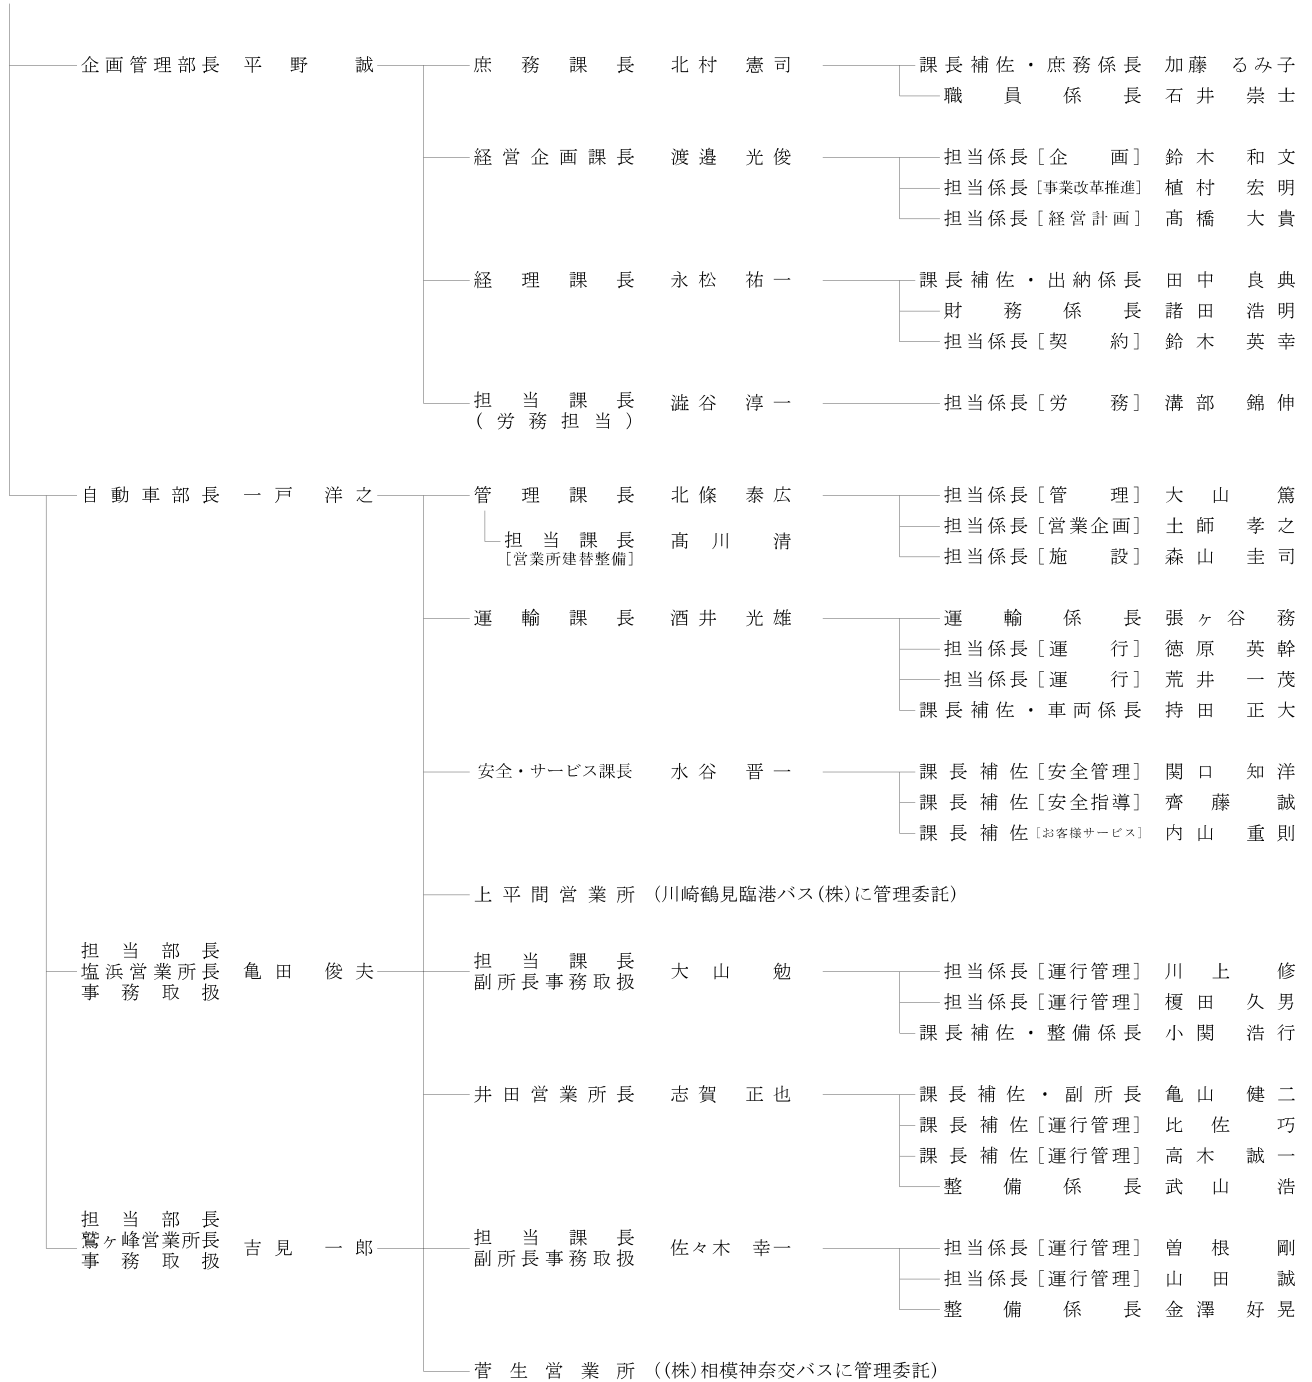 企画管理部長 平野 誠 庶務課長 北村 憲司 課長補佐・庶務係長 加藤 るみ子
職員係長 石井 崇士
経営企画課長 渡邉 光俊 担当係長[企画] 鈴木 和文
担当係長[事業改革推進] 植村 宏明
担当係長[経営計画] 髙橋 大貴
経理課長 永松 祐一 課長補佐・出納係長 田中 良典
財務係長 諸田 浩明
担当係長[契約] 鈴木 英幸
担当課長
(労務担当) 澁谷 淳一 担当係長[労務] 溝部 錦伸
自動車部長 一戸 洋之 管理課長 北條 泰広 担当係長[管理] 大山 篤
担当係長[営業企画] 土師 孝之
担当課長 髙川 清
[営業所建替整備] 担当係長[施設] 森山 圭司
運輸課長 酒井 光雄 運輸係長 張ヶ谷 務
担当係長[運行] 徳原 英幹
担当係長[運行] 荒井 一茂
課長補佐・車両係長 持田 正大
安全・サービス課長 水谷 晋一 課長補佐[安全管理] 関口 知洋
課長補佐[安全指導] 齊藤 誠
課長補佐[お客様サービス] 内山 重則
上平間営業所 (川崎鶴見臨港バス(株)に管理委託)
担当部長
塩浜営業所長
事務取扱 亀田 俊夫 担当課長
副所長事務取扱 大山 勉 担当係長[運行管理] 川上 修
担当係長[運行管理] 榎田 久男
課長補佐・整備係長 小関 浩行
井田営業所長 志賀 正也 課長補佐・副所長 亀山 健二
課長補佐[運行管理] 比佐 巧
課長補佐[運行管理] 高木 誠一
整備係長 武山 浩
担当部長
鷲ヶ峰営業所長
事務取扱 吉見 一郎 担当課長
副所長事務取扱 佐々木 幸一 担当係長[運行管理] 曽根 剛
担当係長[運行管理] 山田 誠
整備係長 金澤 好晃
菅生営業所 ((株)相模神奈交バスに管理委託)